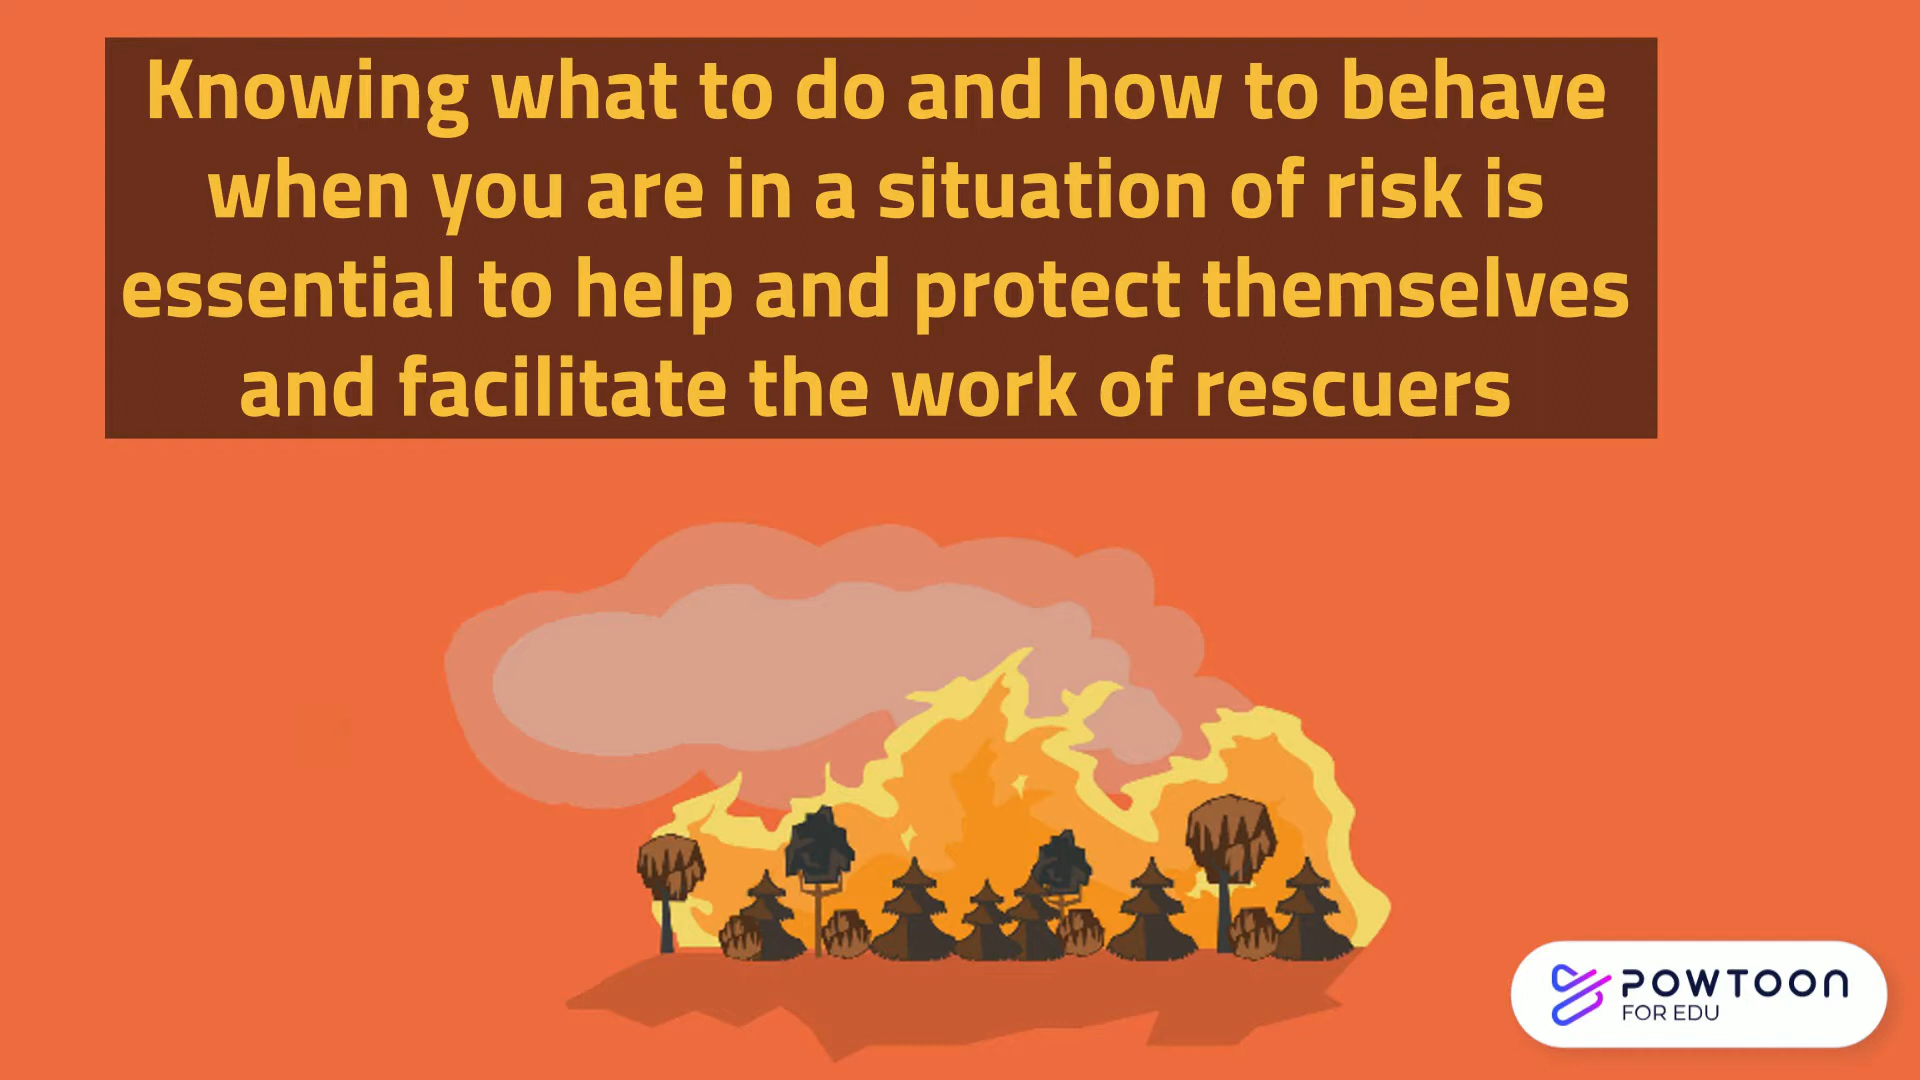 Knowing what to do and how to behave
when you are in a situation of risk is
essential to help and protect themselves
and facilitate the work of rescuers
POWTOON
FOR EDU